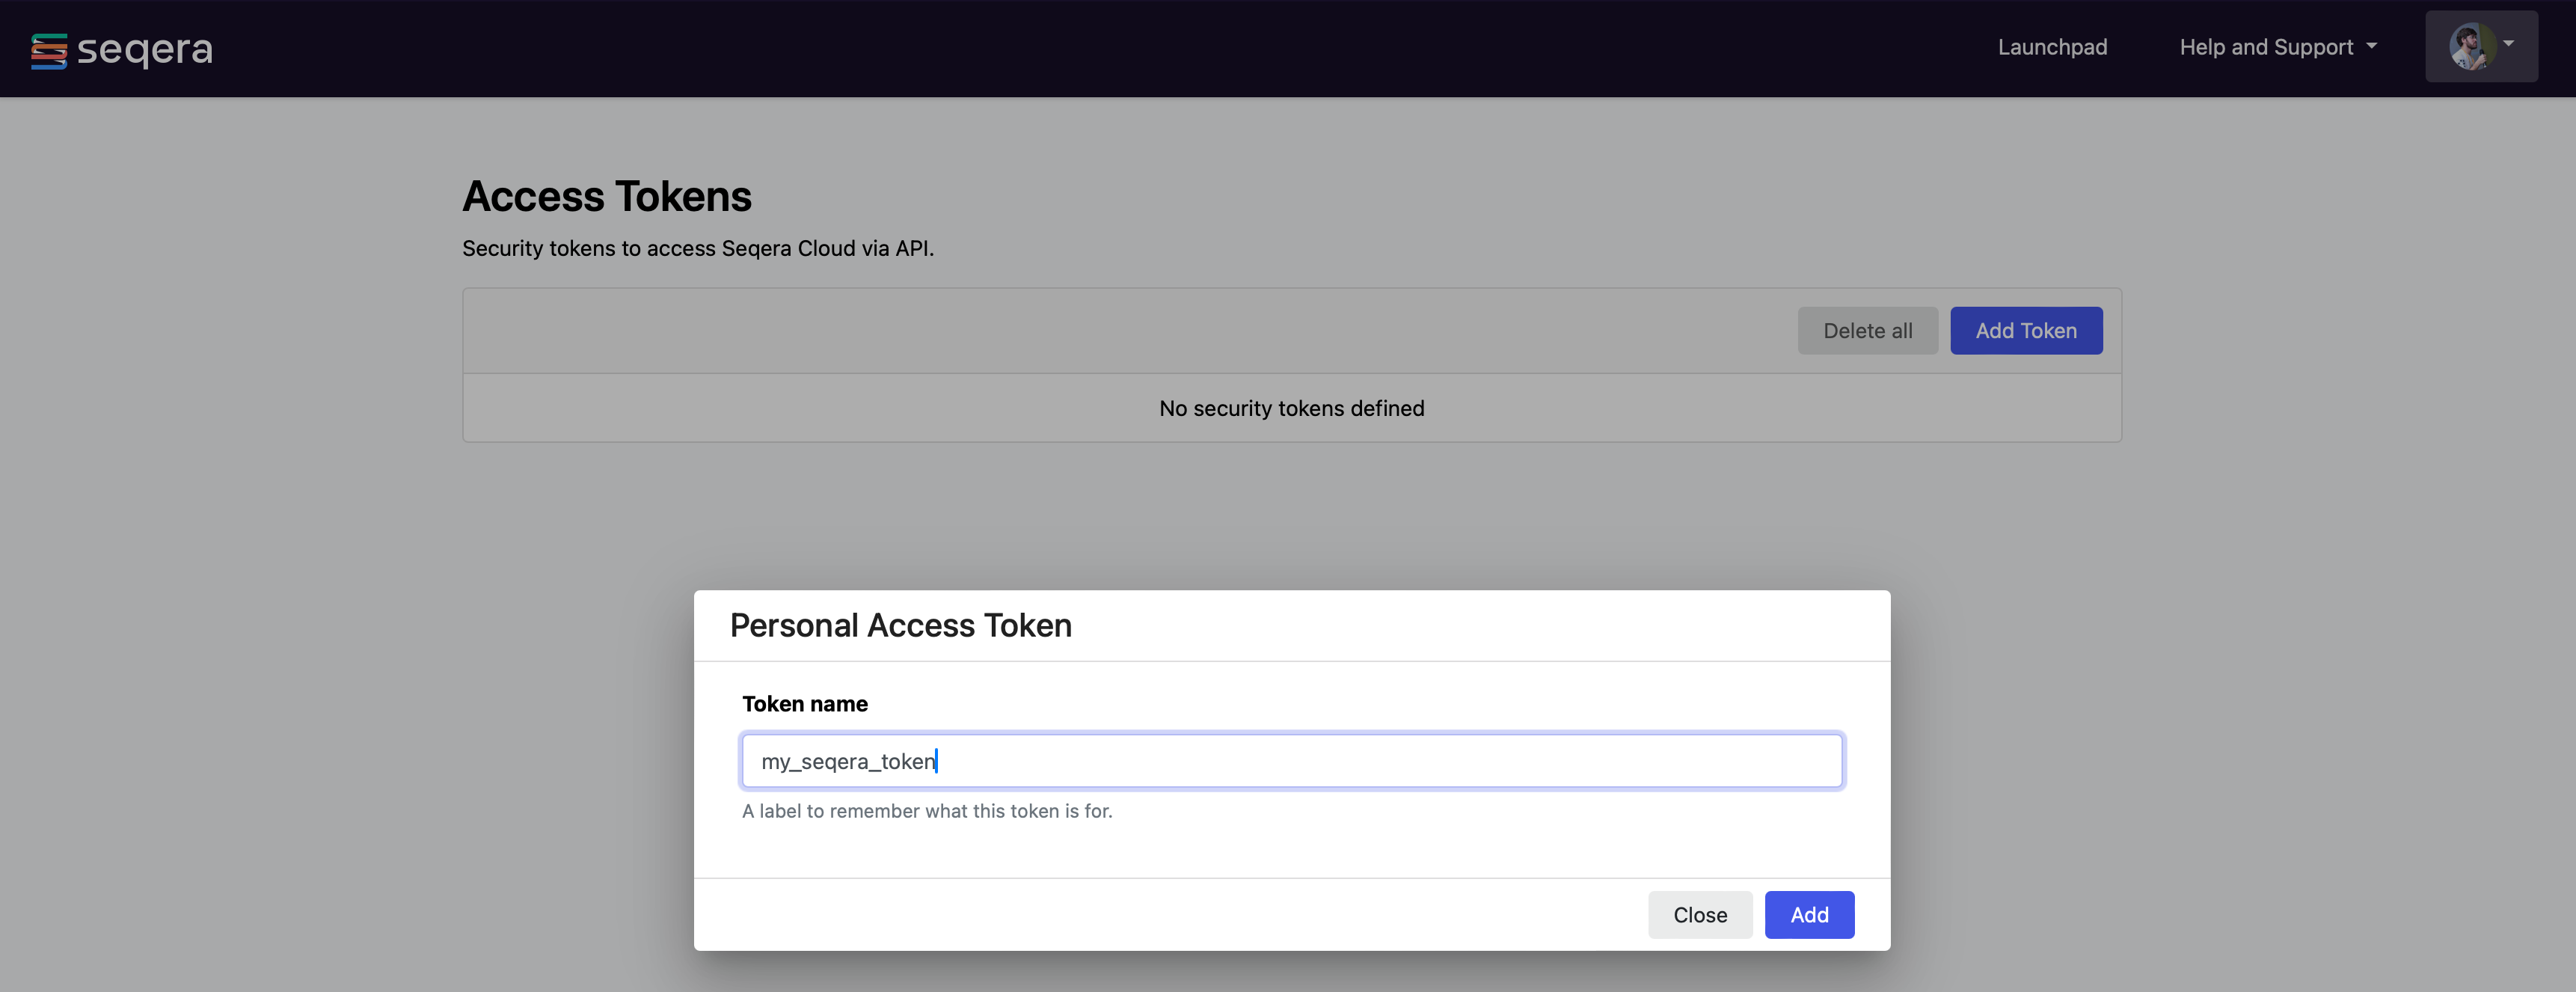 seqera
Launchpad
Help and Support
Access Tokens
Security tokens to access Seqera Cloud via API.
Delete all
Add Token
No security tokens defined
Personal Access Token
Token name
my_seqera_token
A label to remember what this token is for.
Close
Add